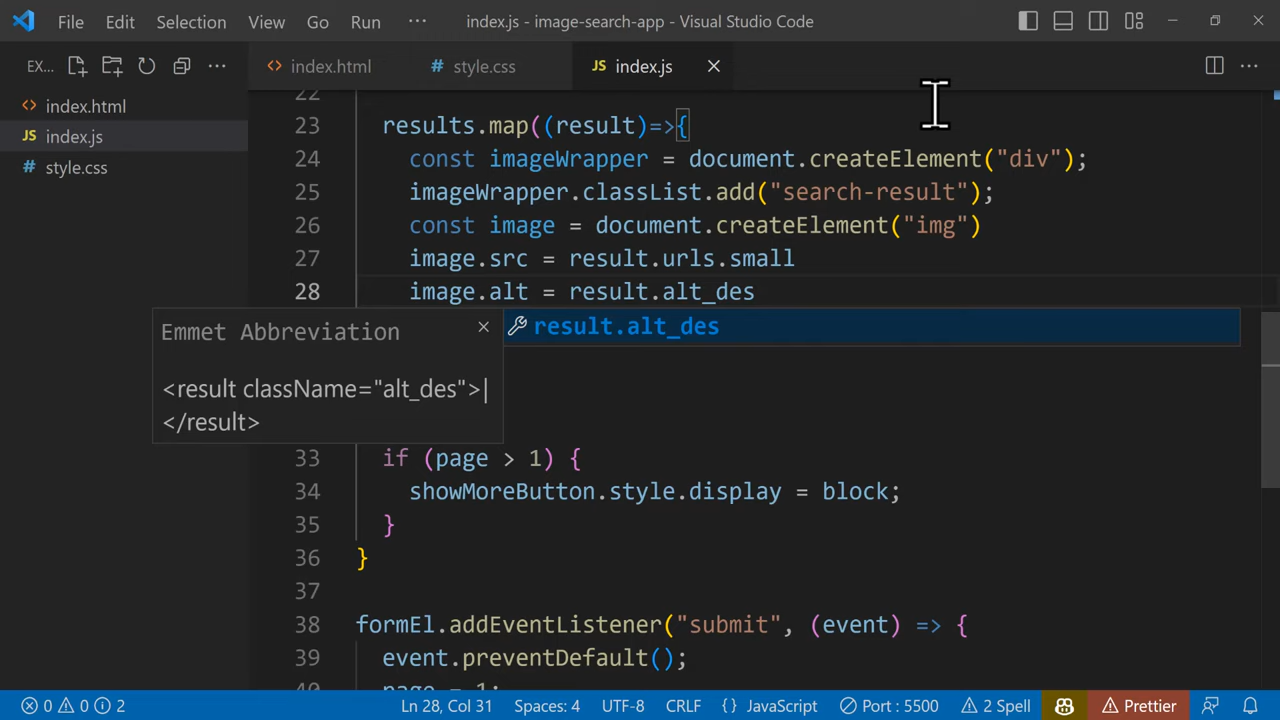 File Edit Selection View Go Run ··· index.js - image-search-app - Visual Studio Code
EX... ··· index.html style.css JS index.js
index.html
JS index.js
style.css
22
23 results.map((result)=>{
24 const imageWrapper = document.createElement("div");
25 imageWrapper.classList.add("search-result");
26 const image = document.createElement("img")
27 image.src = result.urls.small
28 image.alt = result.alt_des
result.alt_des
Emmet Abbreviation
<result className="alt_des">|
</result>
33 if (page > 1) {
34 showMoreButton.style.display = block;
35 }
36 }
37
38 formEl.addEventListener("submit", (event) => {
39 event.preventDefault();
40 page = 1;
0 0 2 Ln 28, Col 31 Spaces: 4 UTF-8 CRLF {} JavaScript Port : 5500 2 Spell Prettier